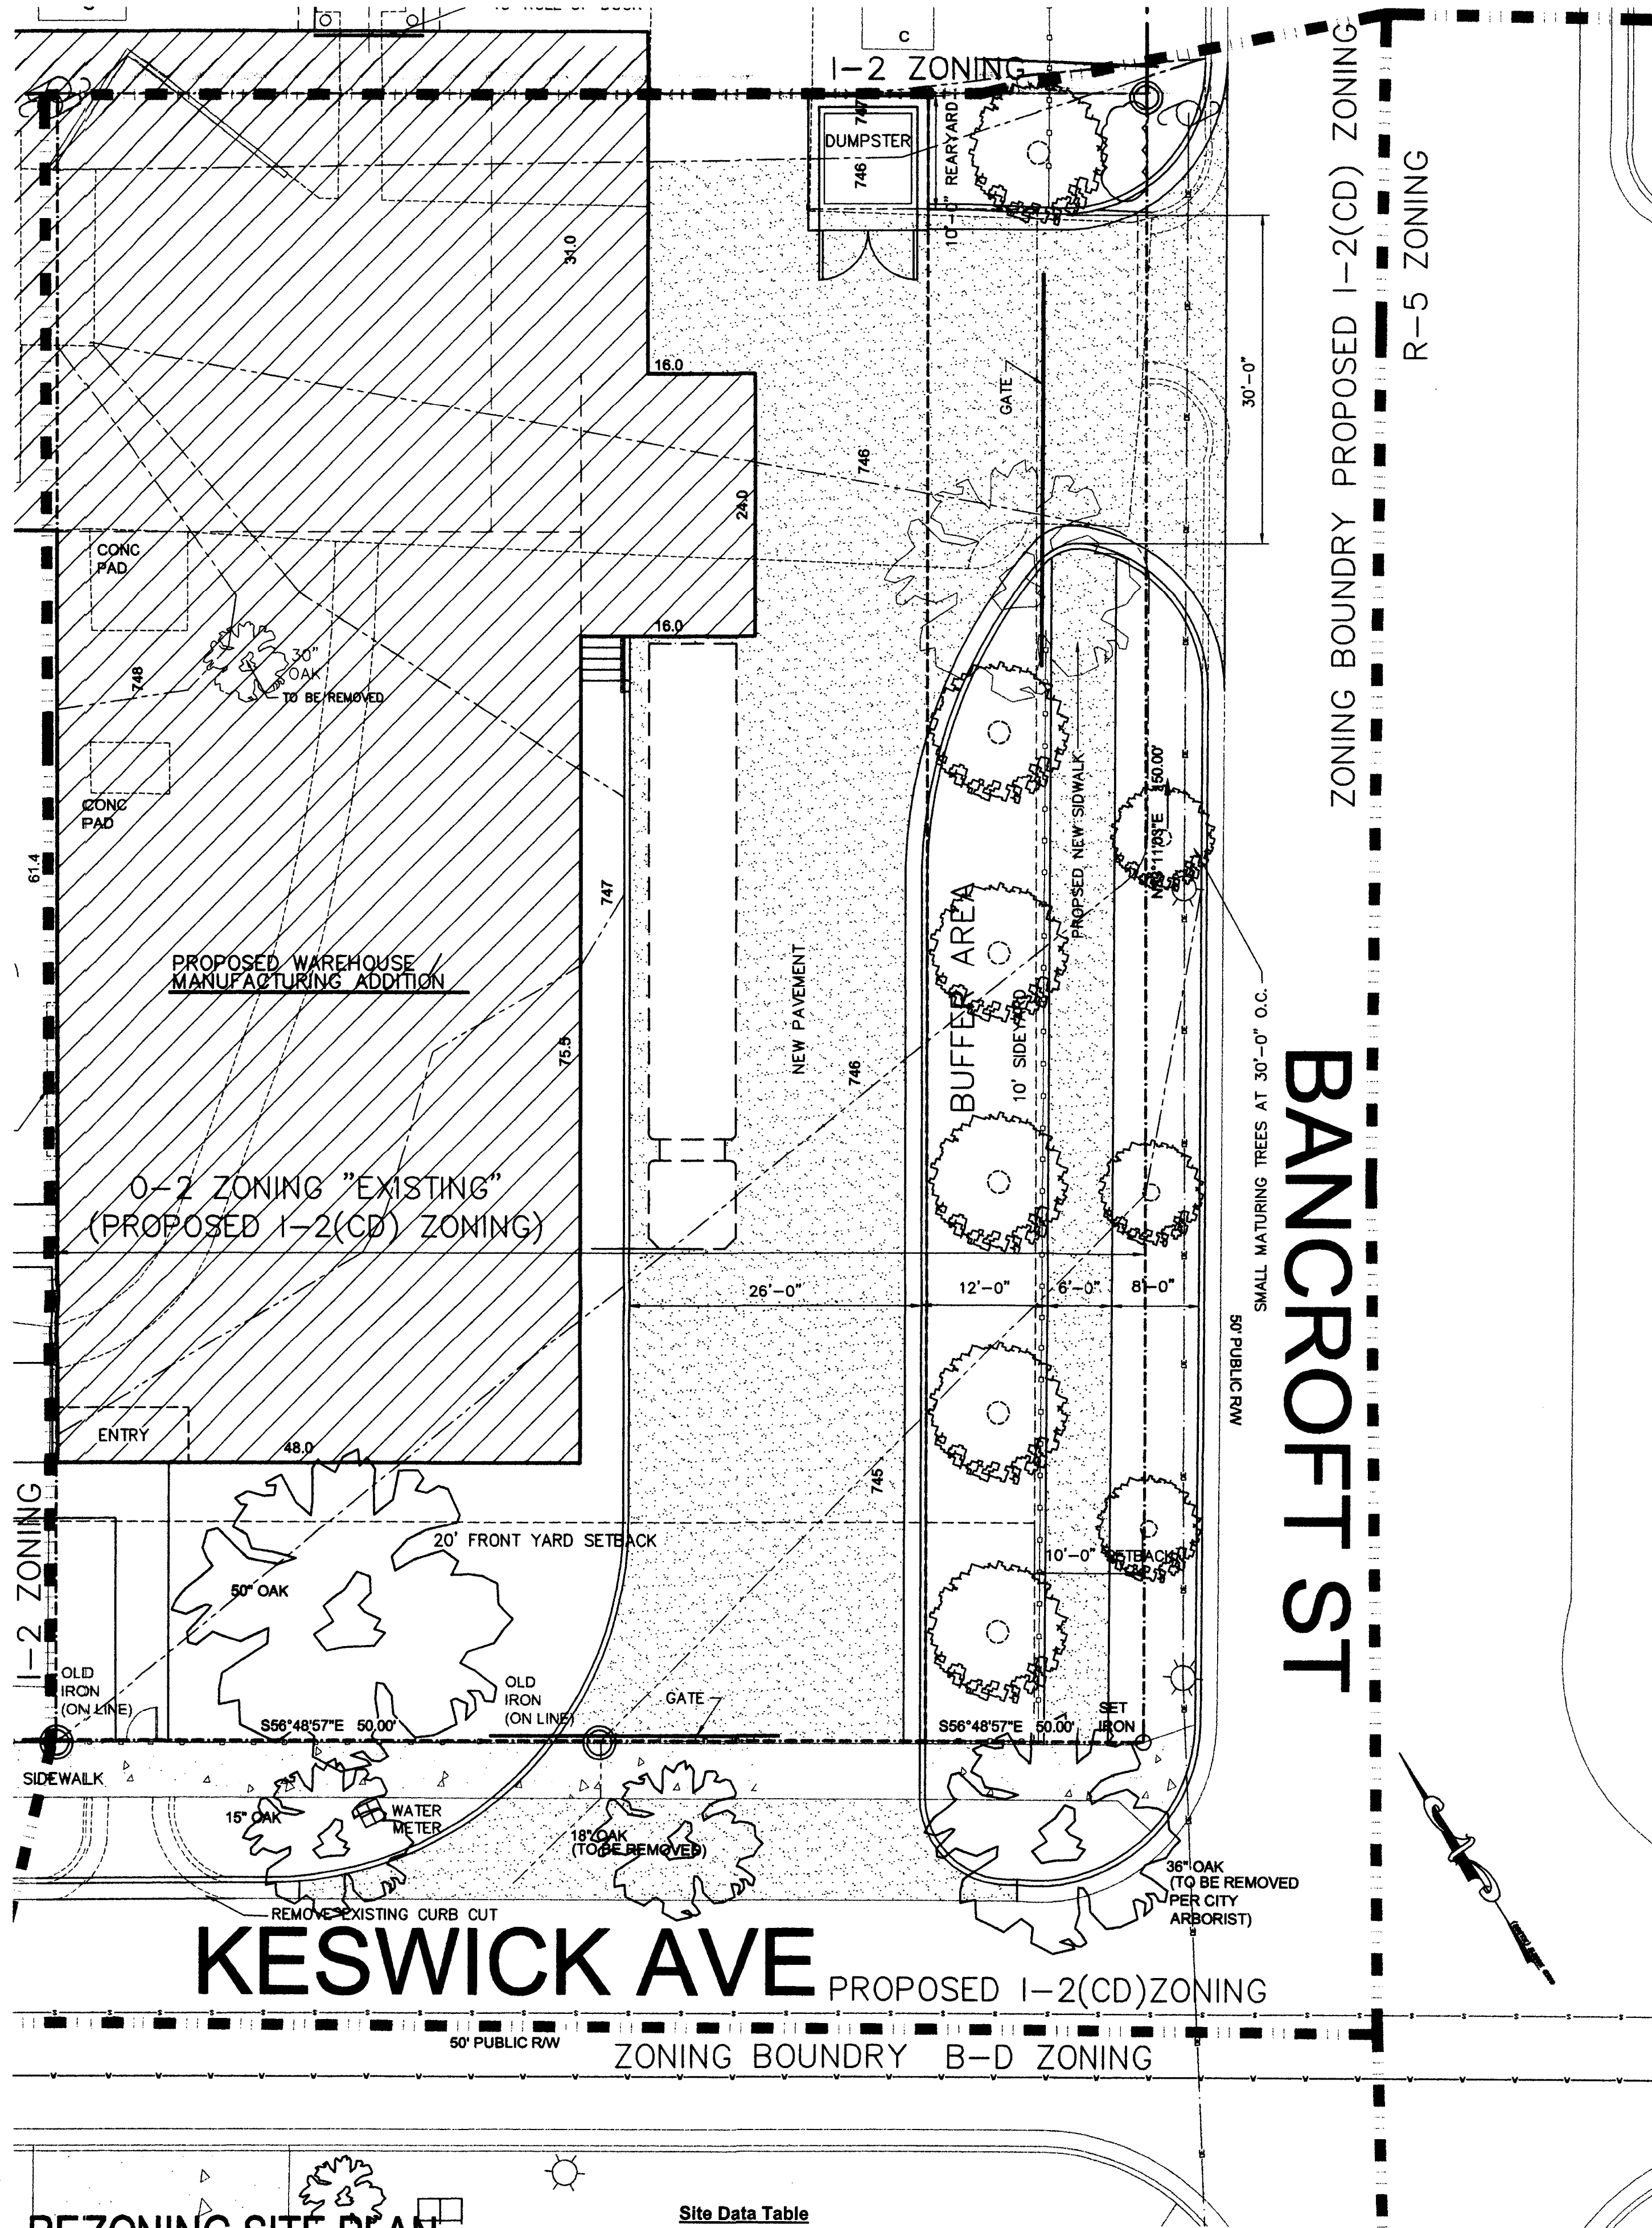 C
C
I-2 ZONING
DUMPSTER
747
746
10'-0" REARYARD
31.0
16.0
24.0
746
GATE
30'-0"
ZONING BOUNDRY PROPOSED I-2(CD) ZONING
R-5 ZONING
CONC
PAD
748
30"
OAK
TO BE REMOVED
16.0
CONC
PAD
61.4
747
PROPSED NEW SIDWALK
50.00'
BUFFER AREA
10' SIDEYARD
NEW PAVEMENT
746
75.5
PROPOSED WAREHOUSE /
MANUFACTURING ADDITION
SMALL MATURING TREES AT 30'-0" O.C.
BANCROFT ST
50' PUBLIC R/W
O-2 ZONING "EXISTING"
(PROPOSED I-2(CD) ZONING)
26'-0"
12'-0"
6'-0"
8'-0"
ENTRY
48.0
745
I-2 ZONING
20' FRONT YARD SETBACK
10'-0" SETBACK
50" OAK
OLD
IRON
(ON LINE)
OLD
IRON
(ON LINE)
GATE
SET
IRON
S56°48'57"E 50.00'
S56°48'57"E 50.00'
SIDEWALK
15" OAK
WATER
METER
18" OAK
(TO BE REMOVED)
36" OAK
(TO BE REMOVED
PER CITY
ARBORIST)
REMOVE EXISTING CURB CUT
KESWICK AVE
PROPOSED I-2(CD)ZONING
50' PUBLIC R/W
ZONING BOUNDRY B-D ZONING
Site Data Table
REZONING SITE PLAN